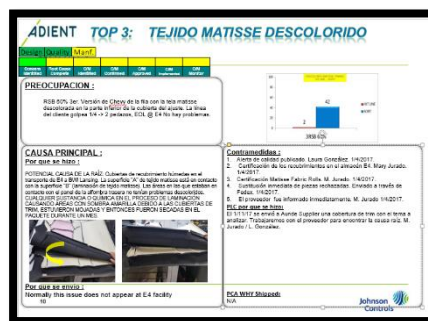 ADIENT TOP 3: TEJIDO MATISSE DESCOLORIDO
Design Quality Manf.
PREOCUPACION :
RSB 60% 3er. Versión de Chevy de la fila con la tela matisse
descolorada en la parte inferior de la cubierta del ajuste. La línea
del cliente golpea 1/4 -> 2 pedazos, EOL @ E4 No hay problemas
2
42
CAUSA PRINCIPAL :
Por que se hizo :
POTENCIAL CAUSA DE LA RAÍZ: Cubiertas de recubrimiento húmedas en el
transporte de E4 a BWI Lansing. La superficie "A" de tejido matisse está en contacto
con la superficie "B" (laminación de tejido matisse). Las áreas en las que estaban en
contacto con el panel de la alfombra trasera no tenían problemas descoloridos.
CUALQUIER SUSTANCIA O QUIMICA EN EL PROCESO DE LAMINACIÓN
CAUSANDO ÁREAS CON SOMBRA AMARILLA DEBIDO A LAS CUBIERTAS DE
TRIM, ESTUVIERON MOJADAS Y ENTONCES FUERON SECADAS EN EL
PAQUETE DURANTE UN MES.
Por que se envio :
Normally this issue does not appear at E4 facility
Contramedidas :
1. Alerta de calidad publicado. Laura González. 1/4/2017.
2. Certificación de los recubrimientos en el almacén E4. Mary Jurado.
1/4/2017.
3. Certificación Matisse Fabric Rolls. M. Jurado 1/4/2017.
4. Sustitución inmediata de piezas rechazadas. Enviado a través de
Fedex. 1/4/2017.
5. El proveedor fue informado inmediatamente. M. Jurado. 1/4/2017.
PLC por que se hizo:
El 1/11/17 se envió a Aunde Supplier una cobertura de trim con el tema a
analizar. Trabajaremos con el proveedor para encontrar la causa raíz. M.
Jurado / L. González.
PCA WHY Shipped:
N/A
Johnson
Controls